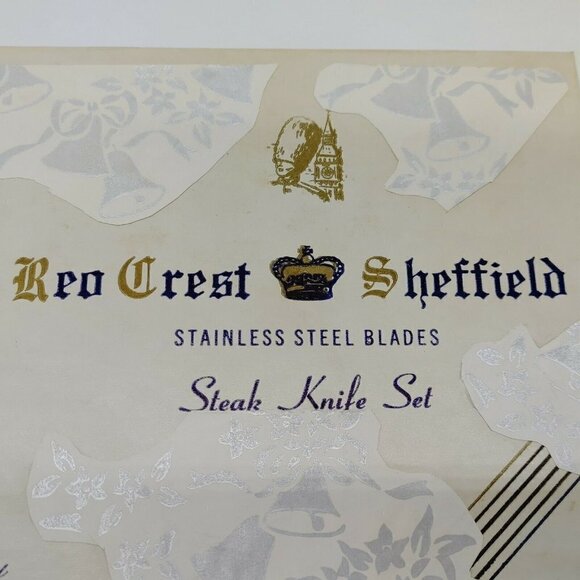 Reo Crest Sheffield
STAINLESS STEEL BLADES
Steak Knife Set